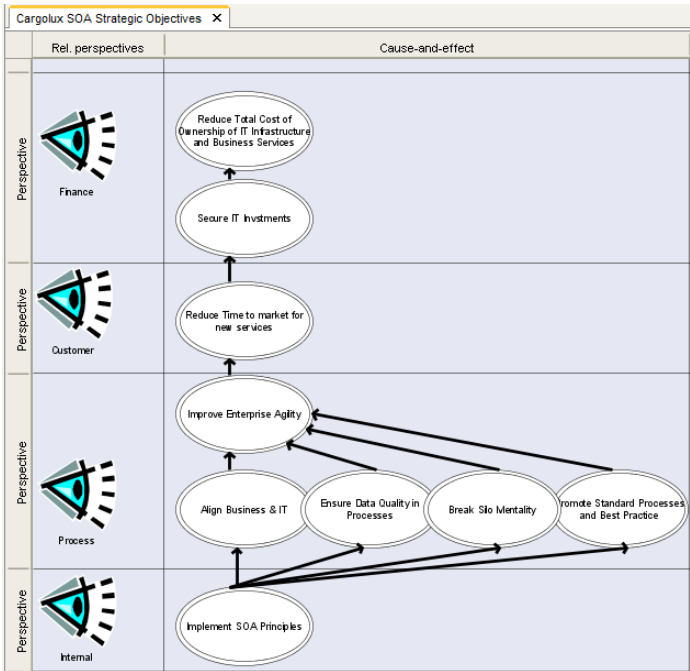 Cargolux SOA Strategic Objectives
Rel. perspectives
Cause-and-effect
Perspective
Finance
Reduce Total Cost of
Ownership of IT Infrastructure
and Business Services
Secure IT Invstments
Perspective
Customer
Reduce Time to market for
new services
Perspective
Process
Improve Enterprise Agility
Align Business & IT
Ensure Data Quality in
Processes
Break Silo Mentality
romote Standard Processes
and Best Practice
Perspective
Internal
Implement SOA Principles